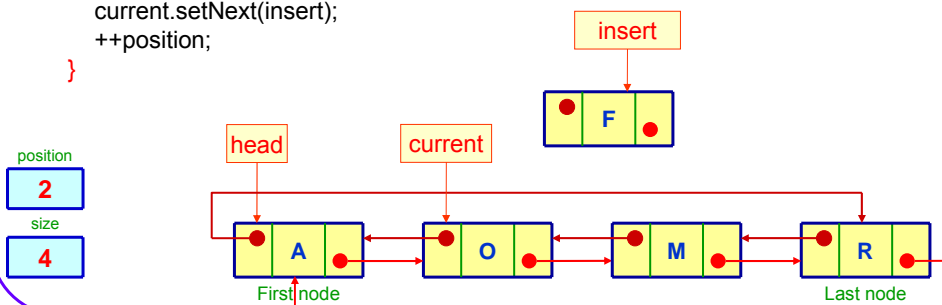 current.setNext(insert);
++position;
}
insert
F
head
current
position
2
size
4
A
O
M
R
First node
Last node